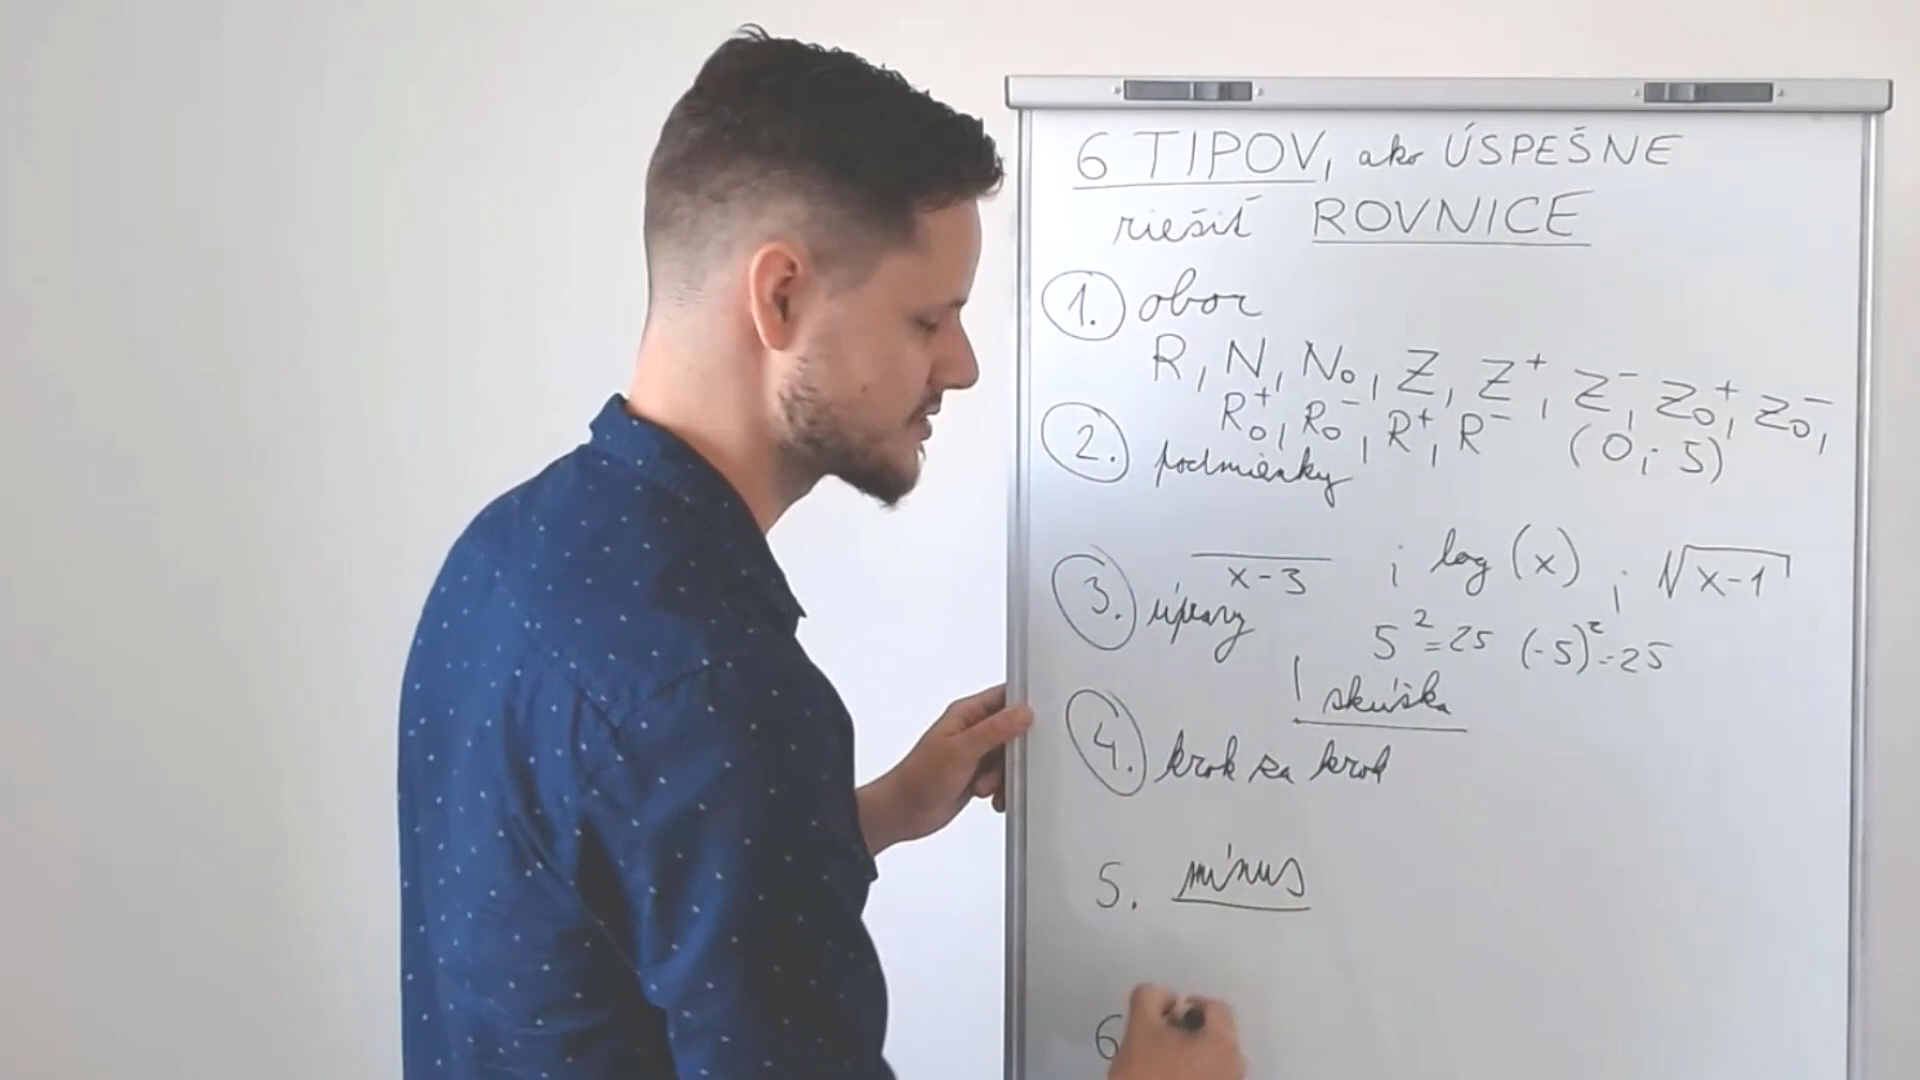 6 TIPOV, ako ÚSPEŠNE
riešiť ROVNICE
1. obor
R, N, N₀, Z, Z⁺, Z⁻, Z₀⁺, Z₀⁻,
R₀⁺, R₀⁻, R⁺, R⁻ (0; 5)
2. podmienky
x-3 ; log (x) ; √x-1
3. úpravy
5²=25 (-5)²=25
skúška
4. krok za krok
5. mínus
6